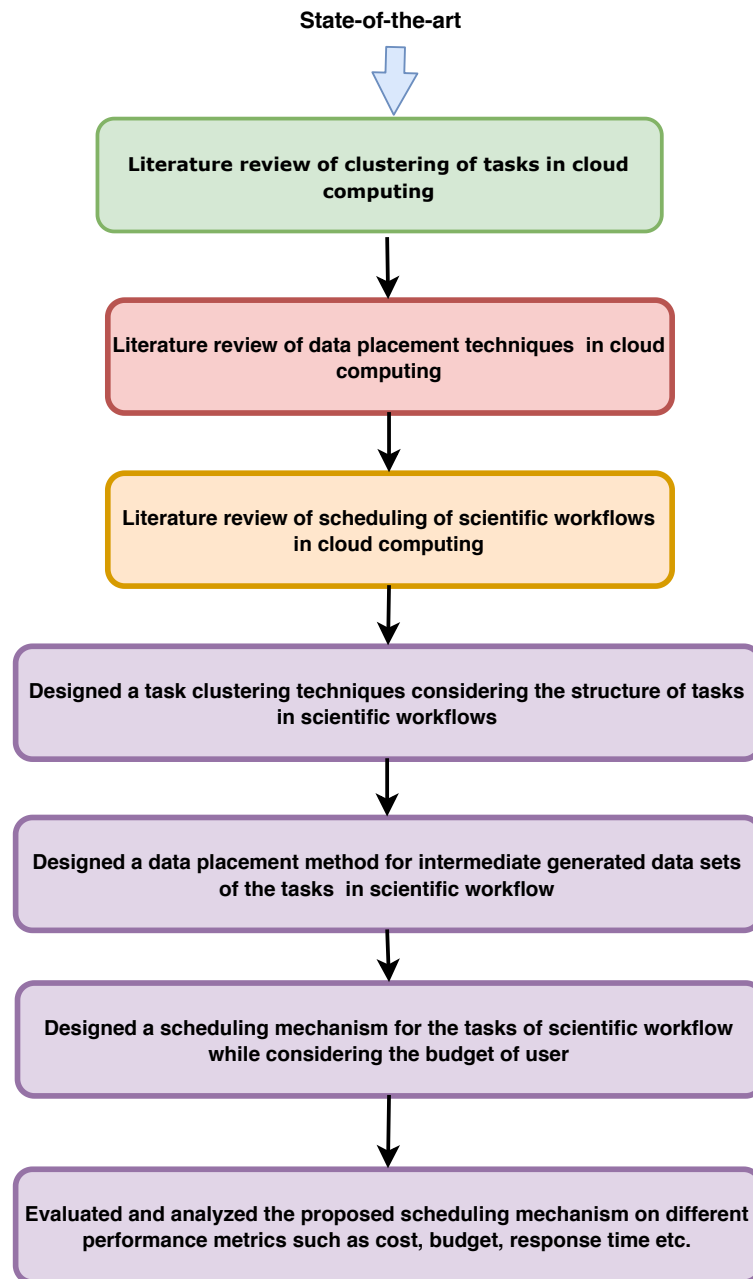 State-of-the-art
Literature review of clustering of tasks in cloud
computing
Literature review of data placement techniques in cloud
computing
Literature review of scheduling of scientific workflows
in cloud computing
Designed a task clustering techniques considering the structure of tasks
in scientific workflows
Designed a data placement method for intermediate generated data sets
of the tasks in scientific workflow
Designed a scheduling mechanism for the tasks of scientific workflow
while considering the budget of user
Evaluated and analyzed the proposed scheduling mechanism on different
performance metrics such as cost, budget, response time etc.